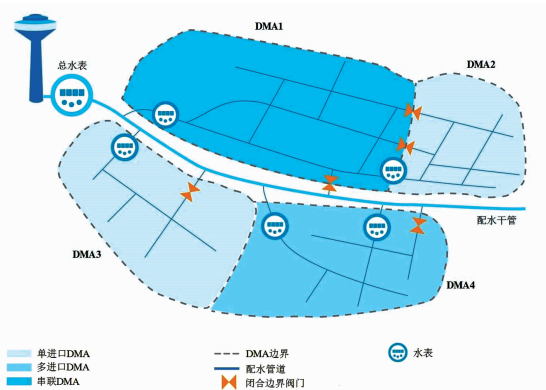 DMA1
DMA2
总水表
配水干管
DMA3
DMA4
单进口DMA
多进口DMA
串联DMA
DMA边界
配水管道
闭合边界阀门
水表